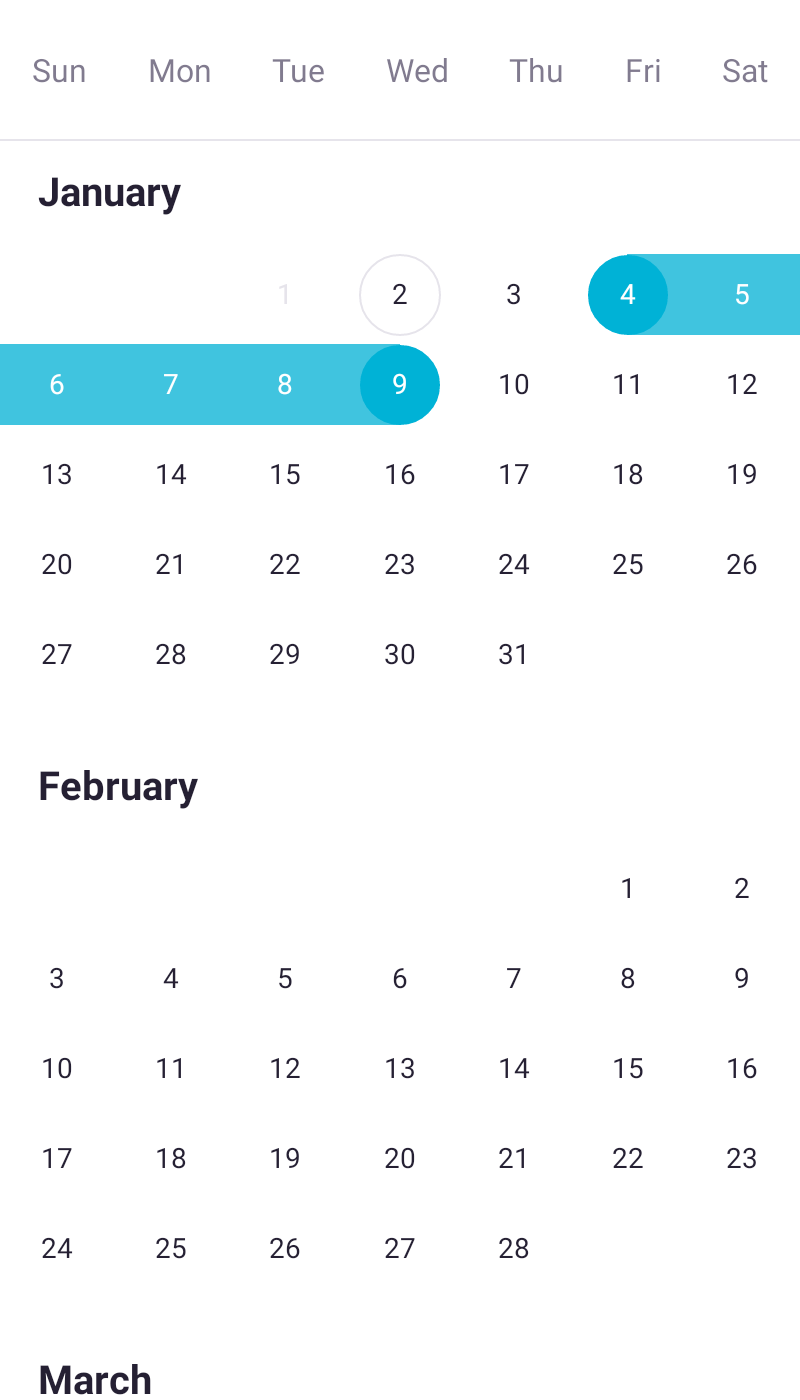 Sun Mon Tue Wed Thu Fri Sat
January
1 2 3 4 5
6 7 8 9 10 11 12
13 14 15 16 17 18 19
20 21 22 23 24 25 26
27 28 29 30 31
February
1 2
3 4 5 6 7 8 9
10 11 12 13 14 15 16
17 18 19 20 21 22 23
24 25 26 27 28
March